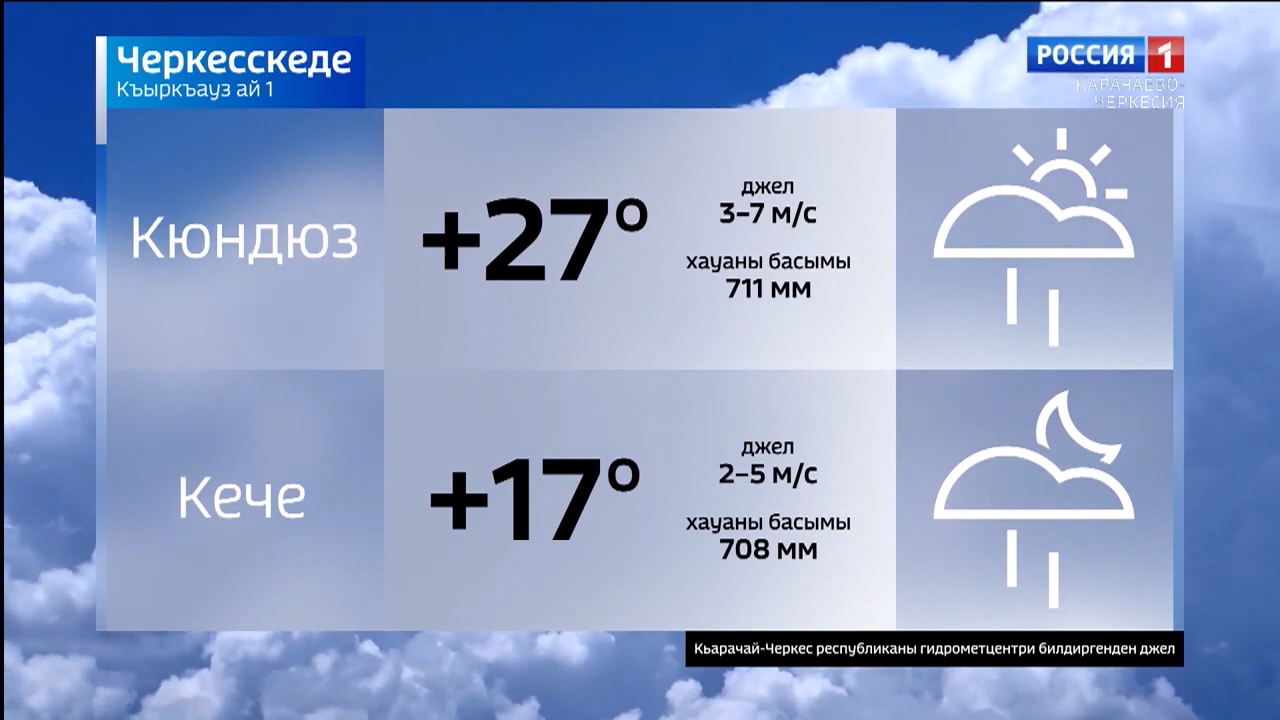 Черкесскеде
Къыркъауз ай 1
РОССИЯ 1
КАРАЧАЕВО-
ЧЕРКЕСИЯ
Кюндюз
+27°
джел
3-7 м/с
хауаны басымы
711 мм
Кече
+17°
джел
2-5 м/с
хауаны басымы
708 мм
Кьарачай-Черкес республиканы гидрометцентри билдиргенден джел